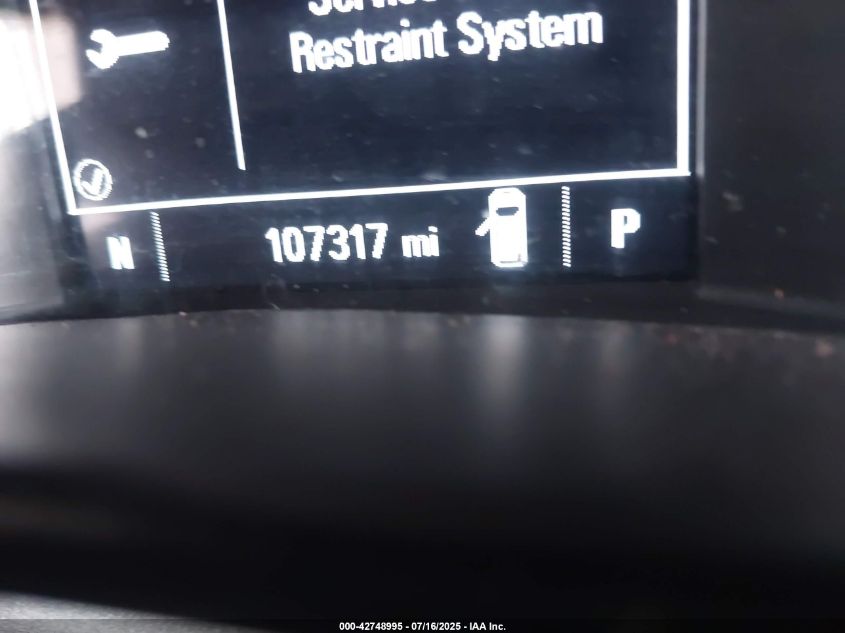 Restraint System
N 107317 mi P
000-42748995 - 07/16/2025 - IAA Inc.